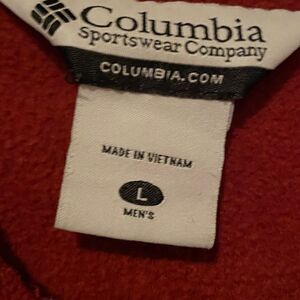 Columbia
Sportswear Company
COLUMBIA.COM
MADE IN VIETNAM
L
MEN'S